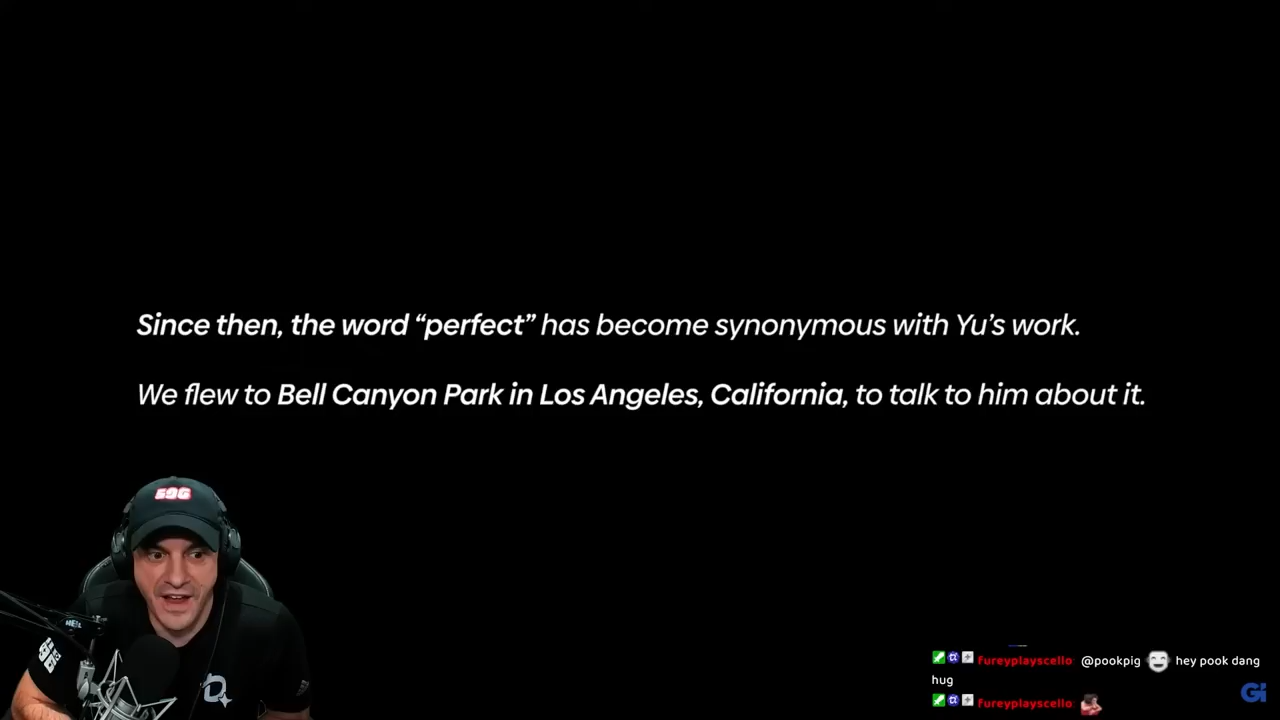 Since then, the word “perfect” has become synonymous with Yu’s work.
We flew to Bell Canyon Park in Los Angeles, California, to talk to him about it.
fureyplayscello @pookpig hey pook dang
hug
fureyplayscello
Gi